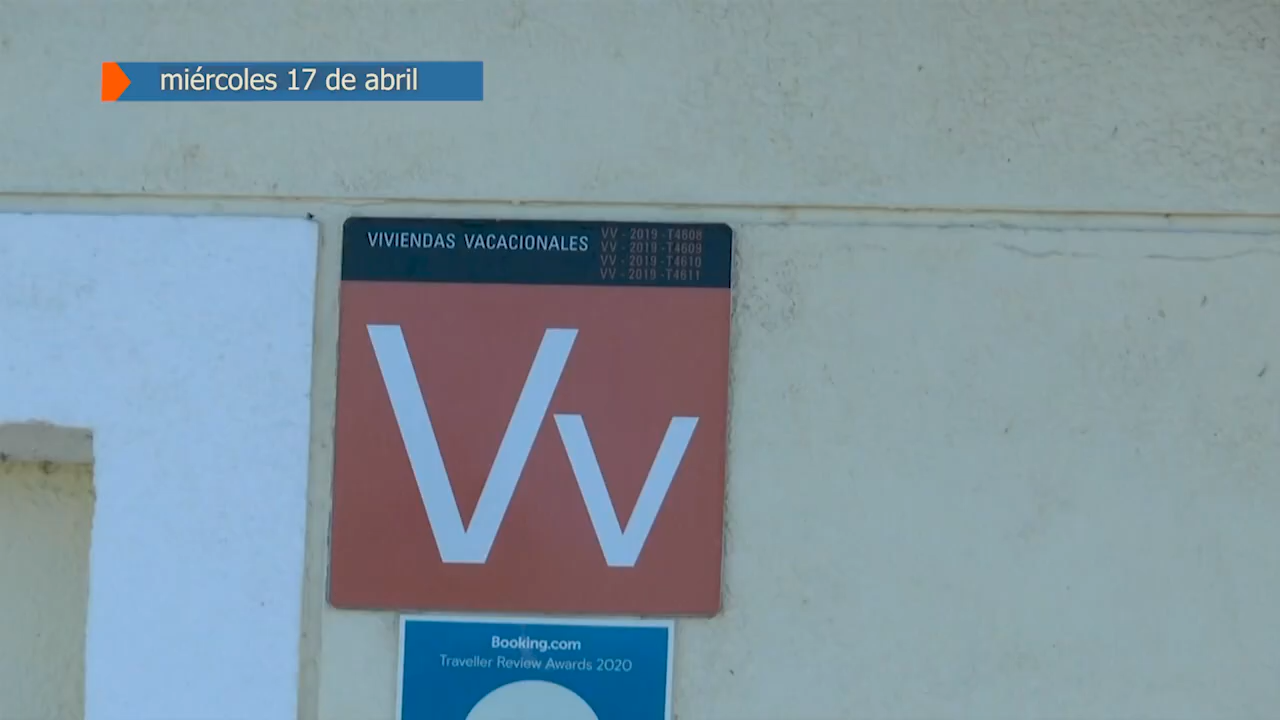 miércoles 17 de abril
VIVIENDAS VACACIONALES
VV - 2019 -T4608
VV - 2019 -T4609
VV - 2019 -T4610
VV - 2019 -T4611
Vv
Booking.com
Traveller Review Awards 2020